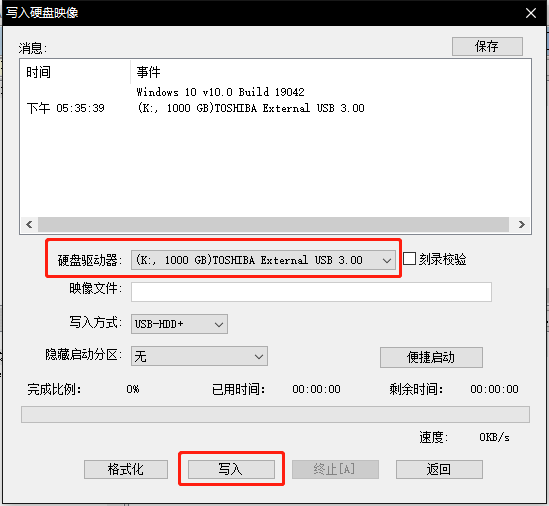 写入硬盘映像
消息:
保存
时间 事件
Windows 10 v10.0 Build 19042
下午 05:35:39 (K:, 1000 GB)TOSHIBA External USB 3.00
硬盘驱动器: (K:, 1000 GB)TOSHIBA External USB 3.00 刻录校验
映像文件:
写入方式: USB-HDD+
隐藏启动分区: 无 便捷启动
完成比例: 0% 已用时间: 00:00:00 剩余时间: 00:00:00
速度: 0KB/s
格式化 写入 终止[A] 返回